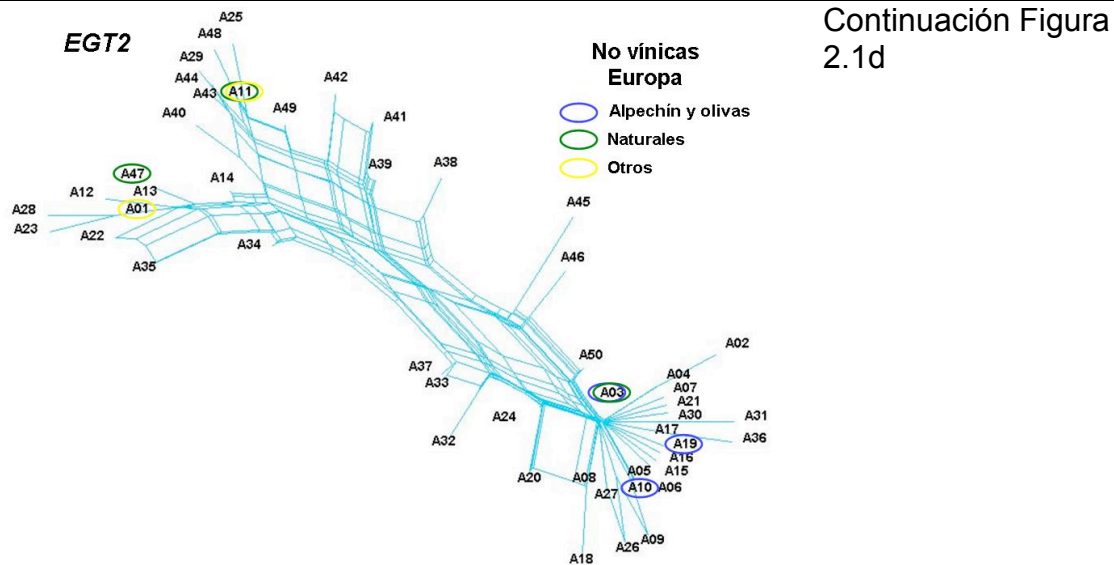 Continuación Figura
2.1d
EGT2
No vínicas
Europa
Alpechín y olivas
Naturales
Otros
A25
A48
A29
A44
A43
A11
A40
A49
A42
A41
A39
A38
A47
A12
A13
A14
A28
A01
A23
A22
A34
A35
A45
A46
A50
A02
A03
A04
A07
A21
A30
A31
A17
A36
A19
A16
A15
A05
A10
A06
A27
A08
A20
A24
A37
A33
A32
A18
A26
A09